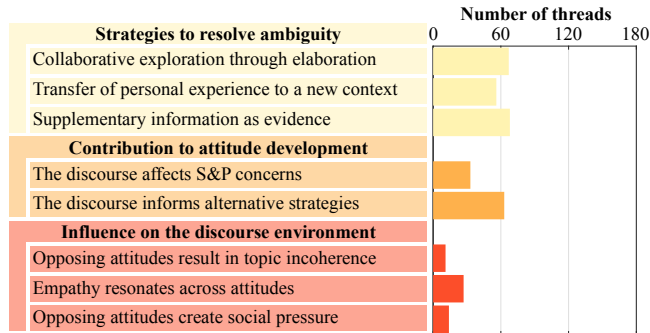 Number of threads
Strategies to resolve ambiguity 0 60 120 180
Collaborative exploration through elaboration
Transfer of personal experience to a new context
Supplementary information as evidence
Contribution to attitude development
The discourse affects S&P concerns
The discourse informs alternative strategies
Influence on the discourse environment
Opposing attitudes result in topic incoherence
Empathy resonates across attitudes
Opposing attitudes create social pressure